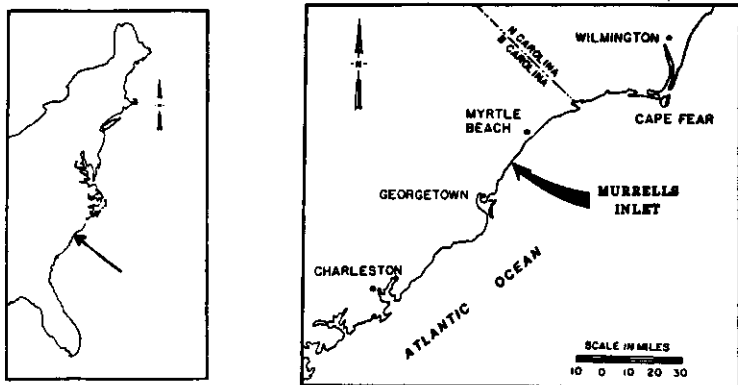 N
N CAROLINA
S CAROLINA
WILMINGTON
CAPE FEAR
MYRTLE
BEACH
GEORGETOWN
MURRELLS
INLET
CHARLESTON
ATLANTIC OCEAN
SCALE IN MILES
10 0 10 20 30